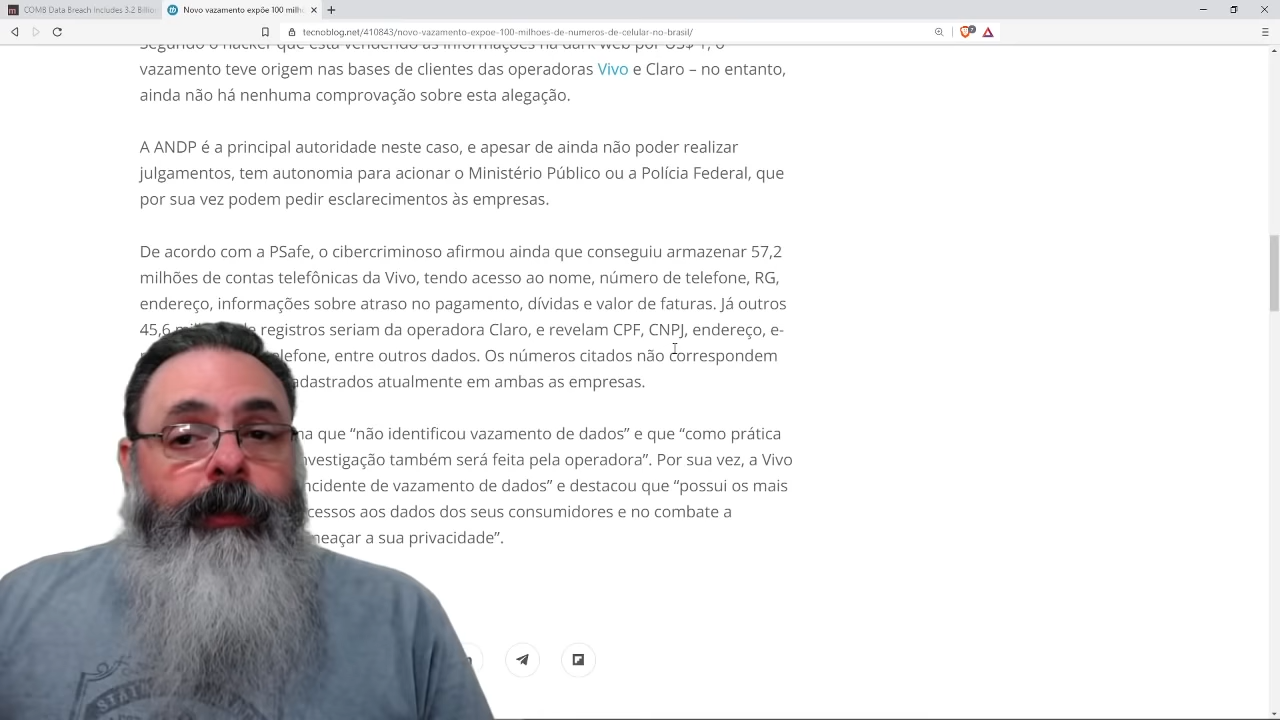 COMB Data Breach Includes 3.2 Billio
Novo vazamento expõe 100 milh
tecnoblog.net/410843/novo-vazamento-expoe-100-milhoes-de-numeros-de-celular-no-brasil/
Segundo o hacker que está vendendo as informações na dark web por US$ 1, o
vazamento teve origem nas bases de clientes das operadoras Vivo e Claro – no entanto,
ainda não há nenhuma comprovação sobre esta alegação.
A ANDP é a principal autoridade neste caso, e apesar de ainda não poder realizar
julgamentos, tem autonomia para acionar o Ministério Público ou a Polícia Federal, que
por sua vez podem pedir esclarecimentos às empresas.
De acordo com a PSafe, o cibercriminoso afirmou ainda que conseguiu armazenar 57,2
milhões de contas telefônicas da Vivo, tendo acesso ao nome, número de telefone, RG,
endereço, informações sobre atraso no pagamento, dívidas e valor de faturas. Já outros
45,6 registros seriam da operadora Claro, e revelam CPF, CNPJ, endereço, e-
lefone, entre outros dados. Os números citados não correspondem
adastrados atualmente em ambas as empresas.
ma que “não identificou vazamento de dados” e que “como prática
nvestigação também será feita pela operadora”. Por sua vez, a Vivo
ncidente de vazamento de dados” e destacou que “possui os mais
cessos aos dados dos seus consumidores e no combate a
meaçar a sua privacidade”.